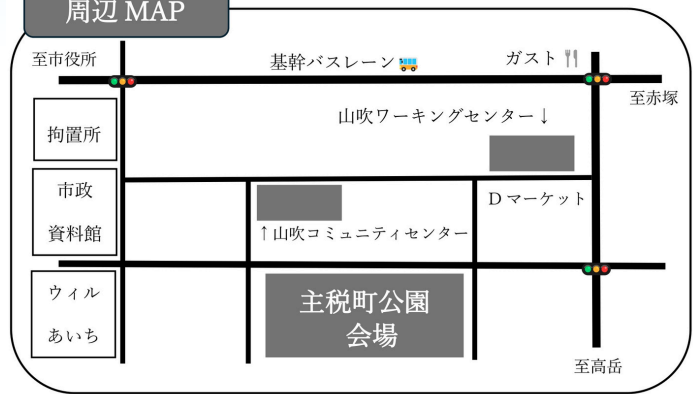 周辺 MAP
至市役所
基幹バスレーン
ガスト
至赤塚
山吹ワーキングセンター↓
拘置所
市政
資料館
Dマーケット
↑山吹コミュニティセンター
ウィル
あいち
主税町公園
会場
至高岳